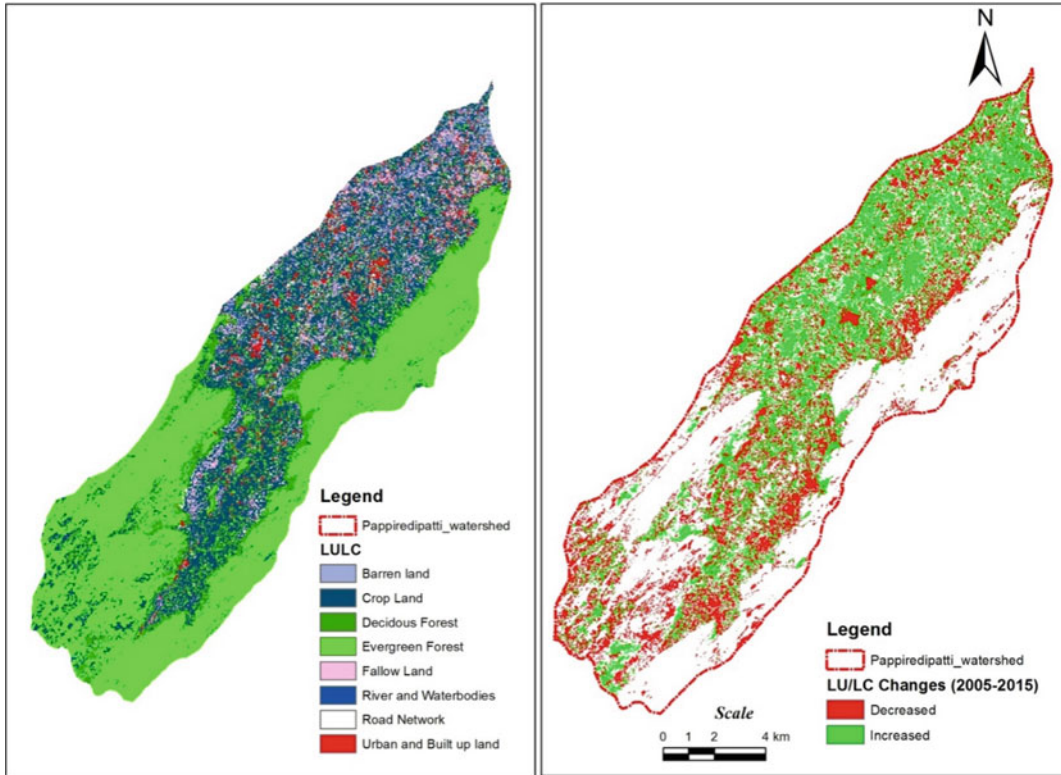 Legend
Pappiredipatti_watershed
LULC
Barren land
Crop Land
Decidous Forest
Evergreen Forest
Fallow Land
River and Waterbodies
Road Network
Urban and Built up land
N
Legend
Pappiredipatti_watershed
LU/LC Changes (2005-2015)
Decreased
Increased
Scale
0 1 2 4 km